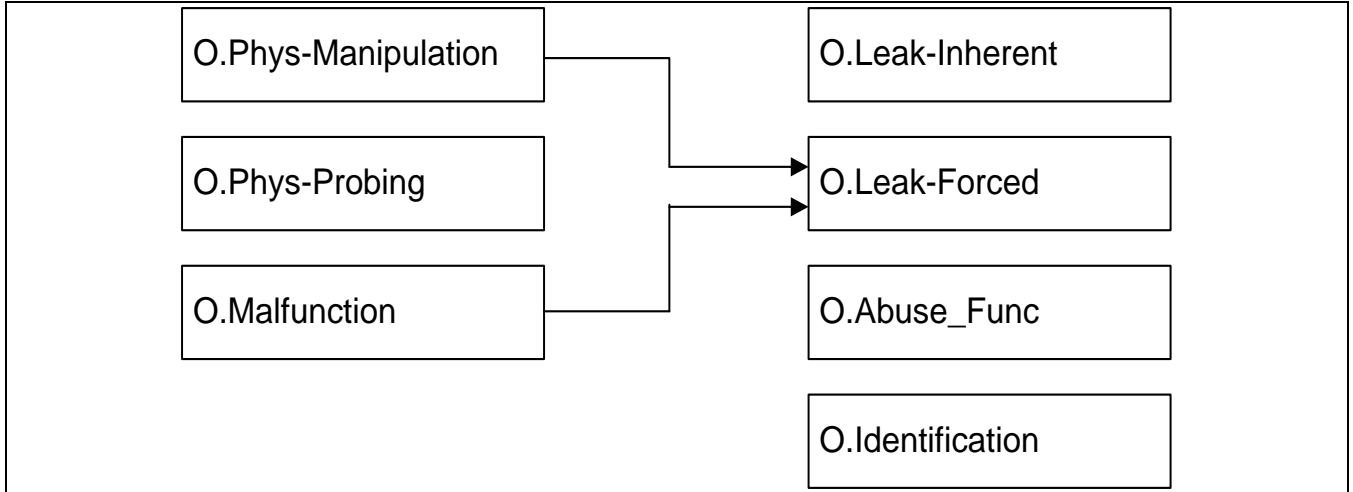 O.Phys-Manipulation
O.Leak-Inherent
O.Phys-Probing
O.Leak-Forced
O.Malfunction
O.Abuse_Func
O.Identification